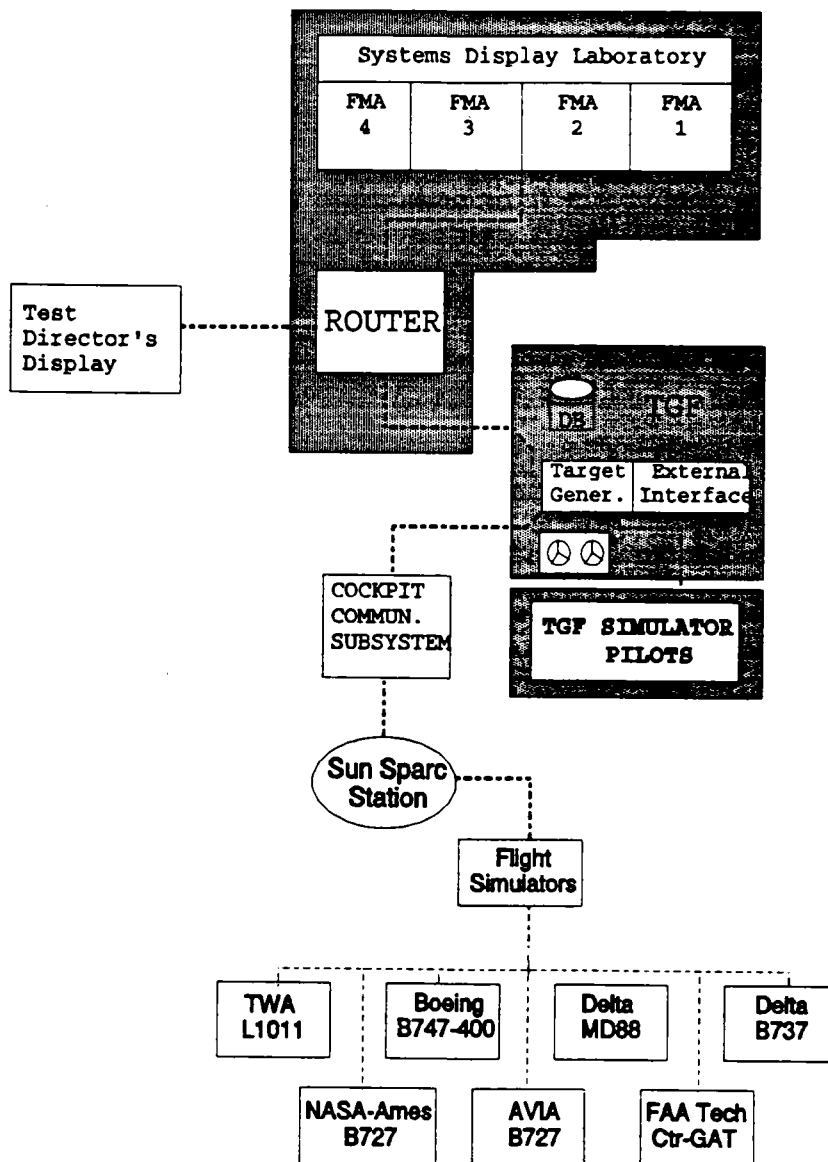 Systems Display Laboratory
FMA FMA FMA FMA
4 3 2 1
Test
Director's
Display
ROUTER
DB TGF
Target External
Gener. Interface
COCKPIT
COMMUN.
SUBSYSTEM
TGF SIMULATOR
PILOTS
Sun Sparc
Station
Flight
Simulators
TWA
L1011
Boeing
B747-400
Delta
MD88
Delta
B737
NASA-Ames
B727
AVIA
B727
FAA Tech
Ctr-GAT